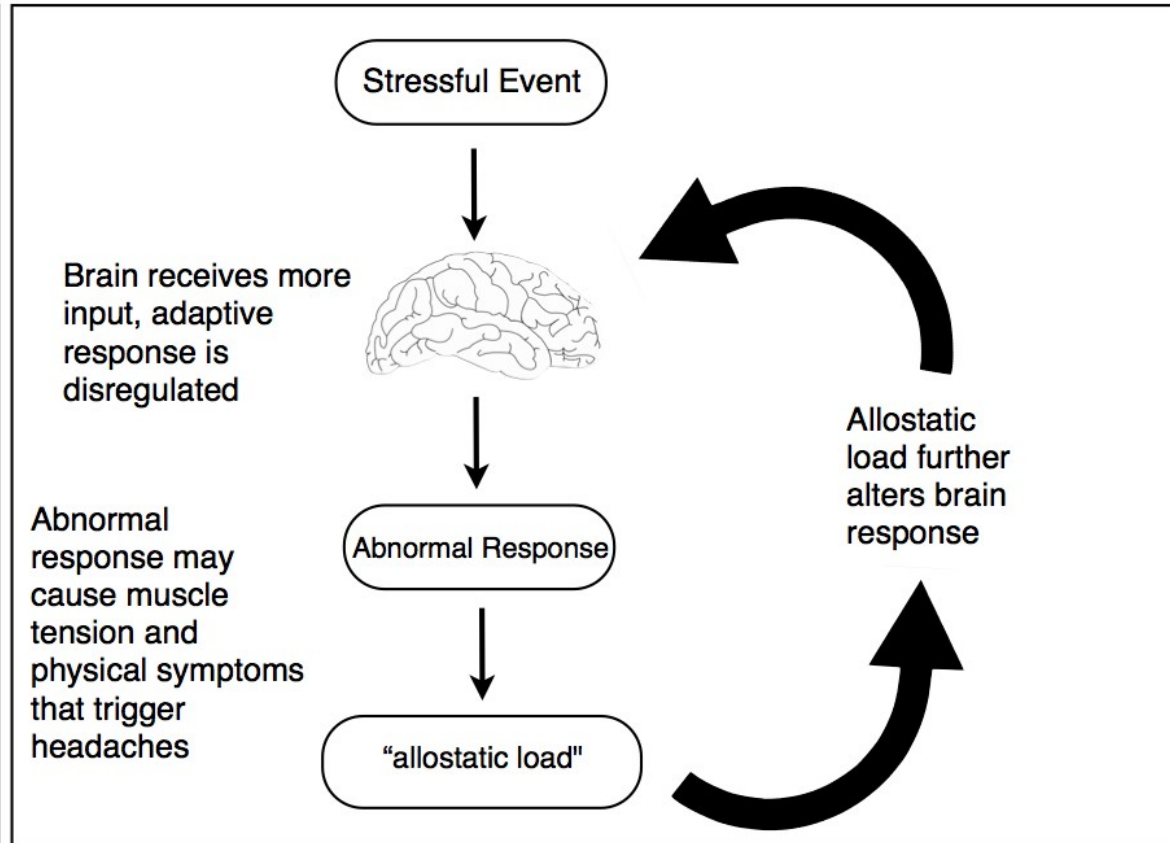 Stressful Event
Brain receives more
input, adaptive
response is
disregulated
Abnormal Response
Abnormal
response may
cause muscle
tension and
physical symptoms
that trigger
headaches
“allostatic load"
Allostatic
load further
alters brain
response